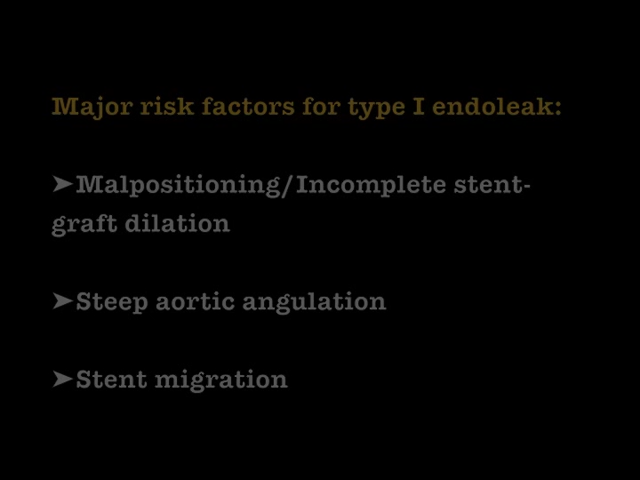 Major risk factors for type I endoleak:
➤Malpositioning/Incomplete stent-
graft dilation
➤Steep aortic angulation
➤Stent migration